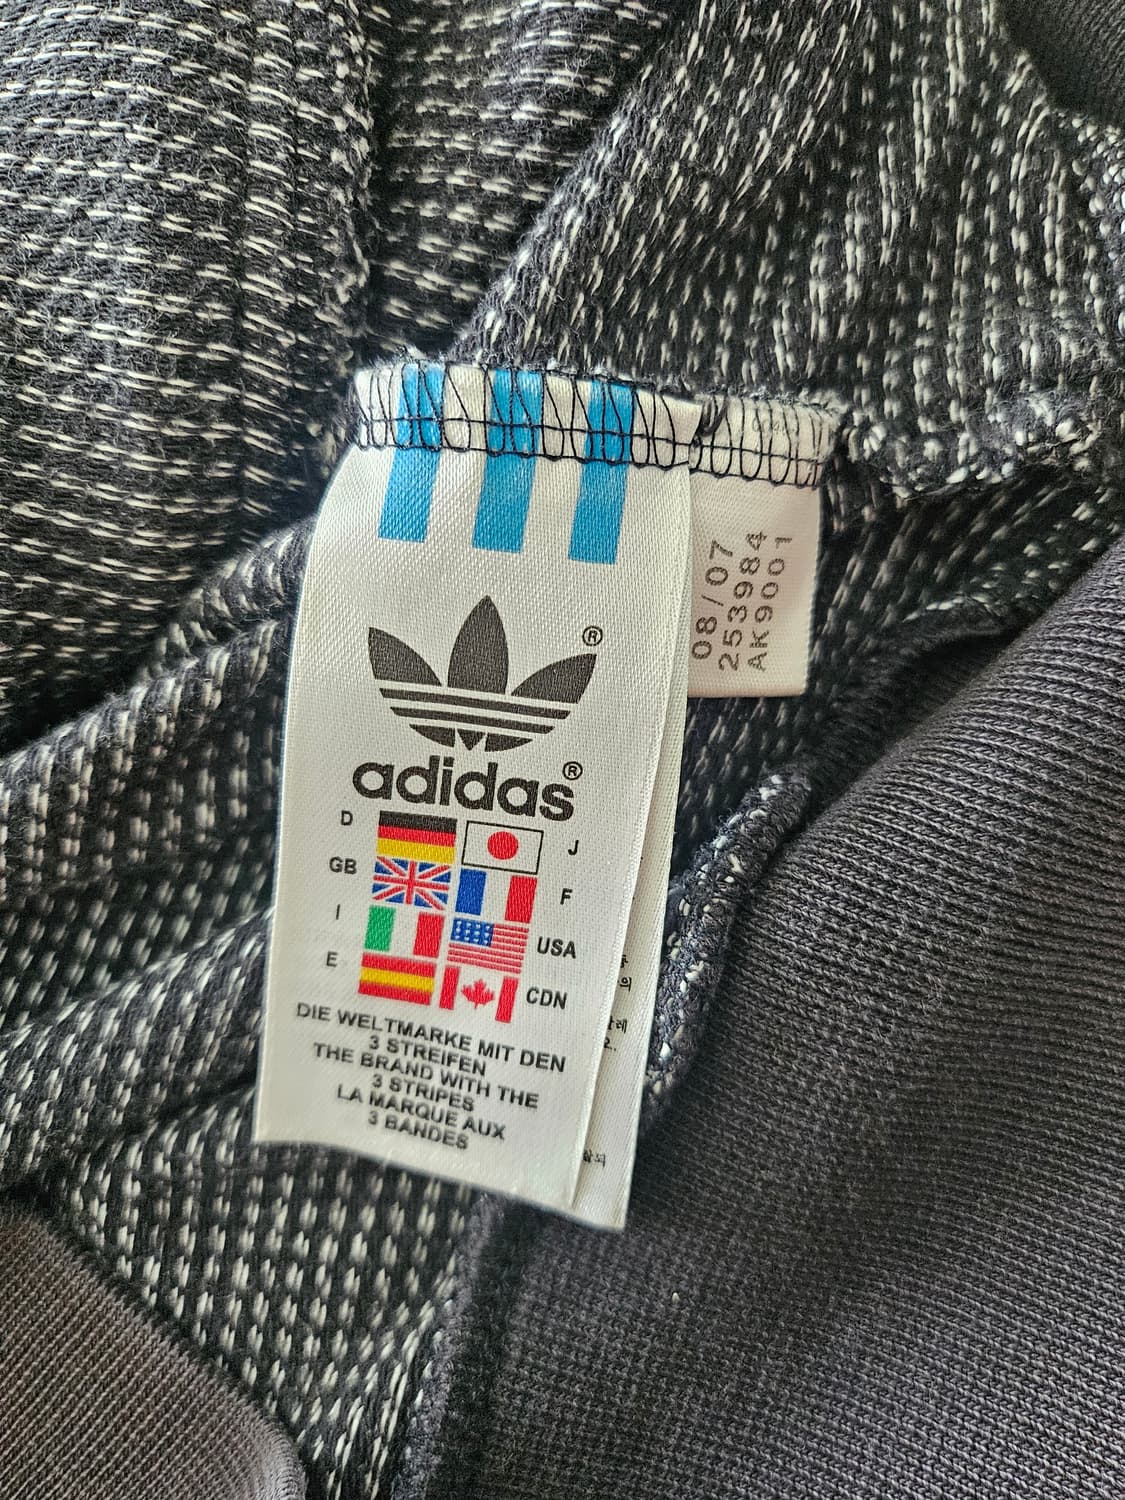 08/07
253984
AK9001
®
adidas®
D J
GB F
I USA
E CDN
DIE WELTMARKE MIT DEN
3 STREIFEN
THE BRAND WITH THE
3 STRIPES
LA MARQUE AUX
3 BANDES